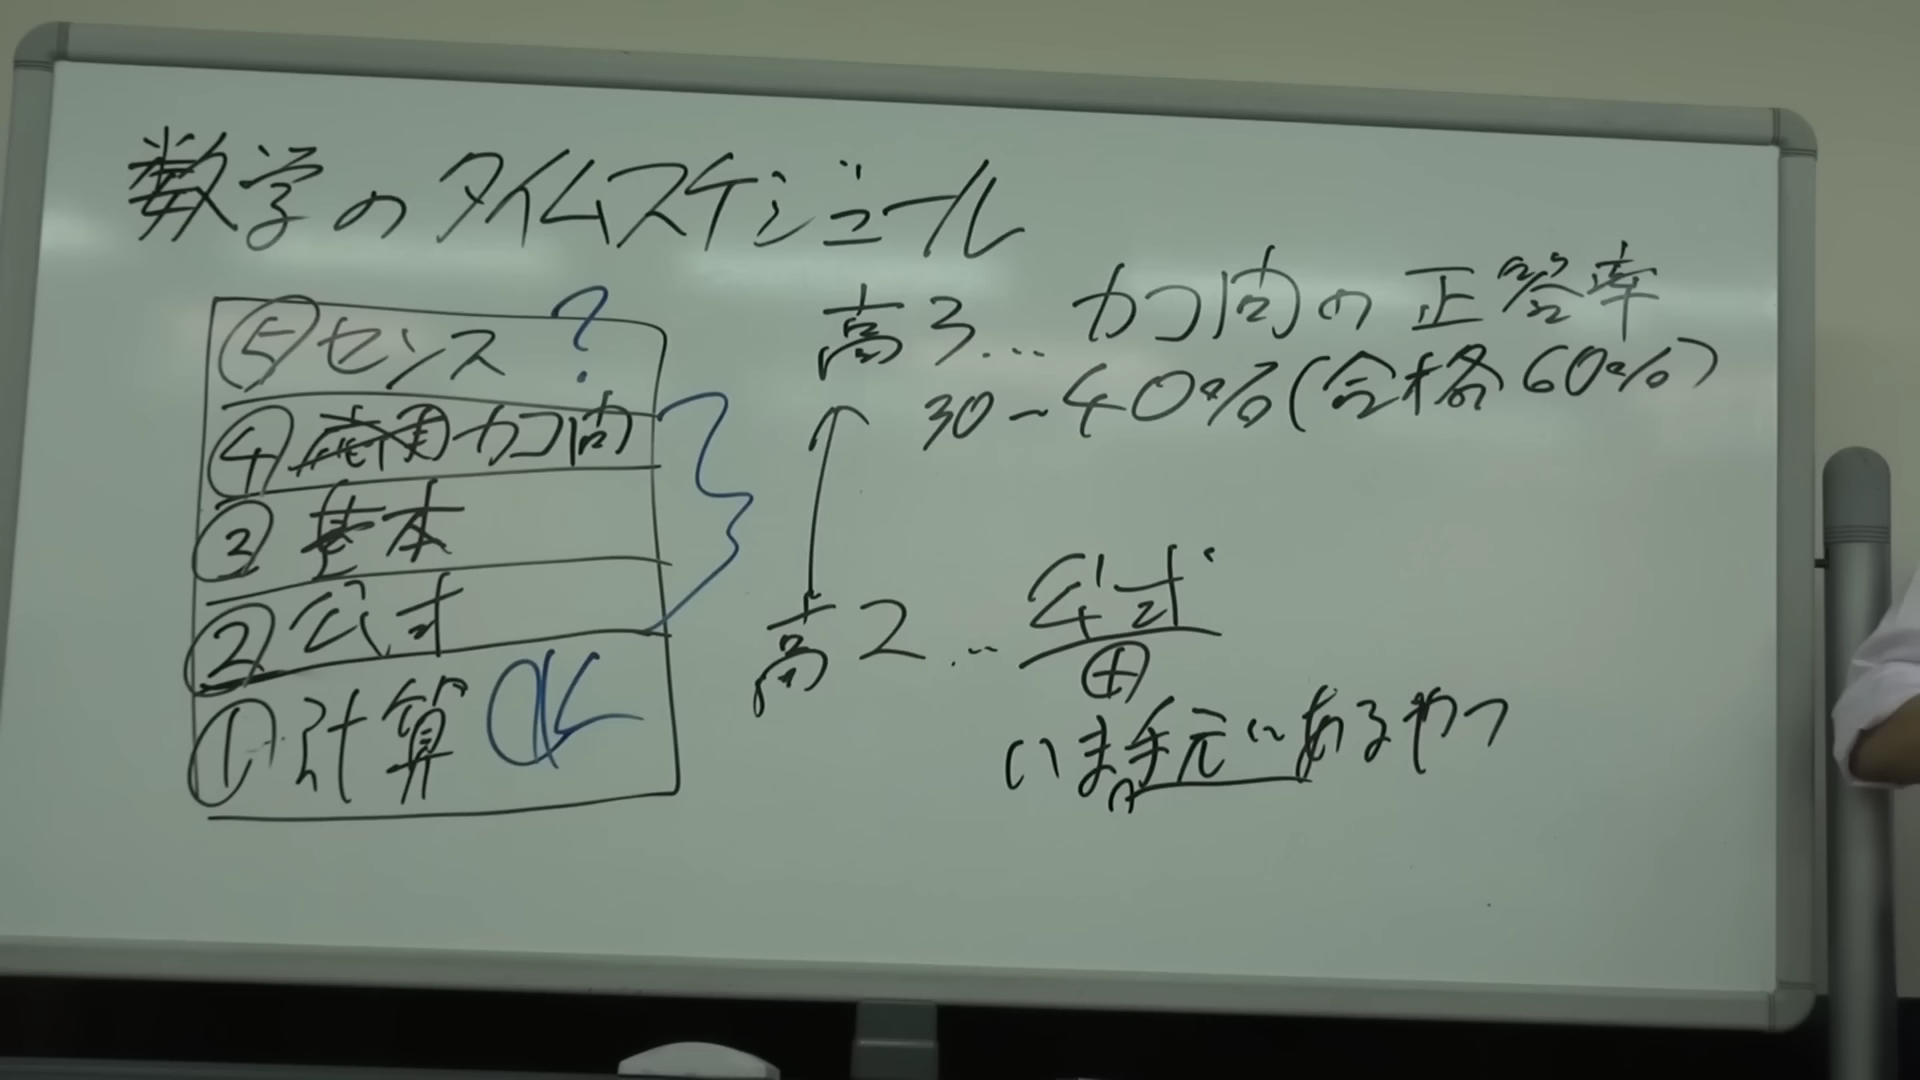 数学のタイムスケジュール
⑤センス ?
④応用カコ問
③基本
②公式
①計算 OK
高3… カコ問の正答率
30~40%(合格60%)
高2… 公式
⊕
いま手元にあるやつ